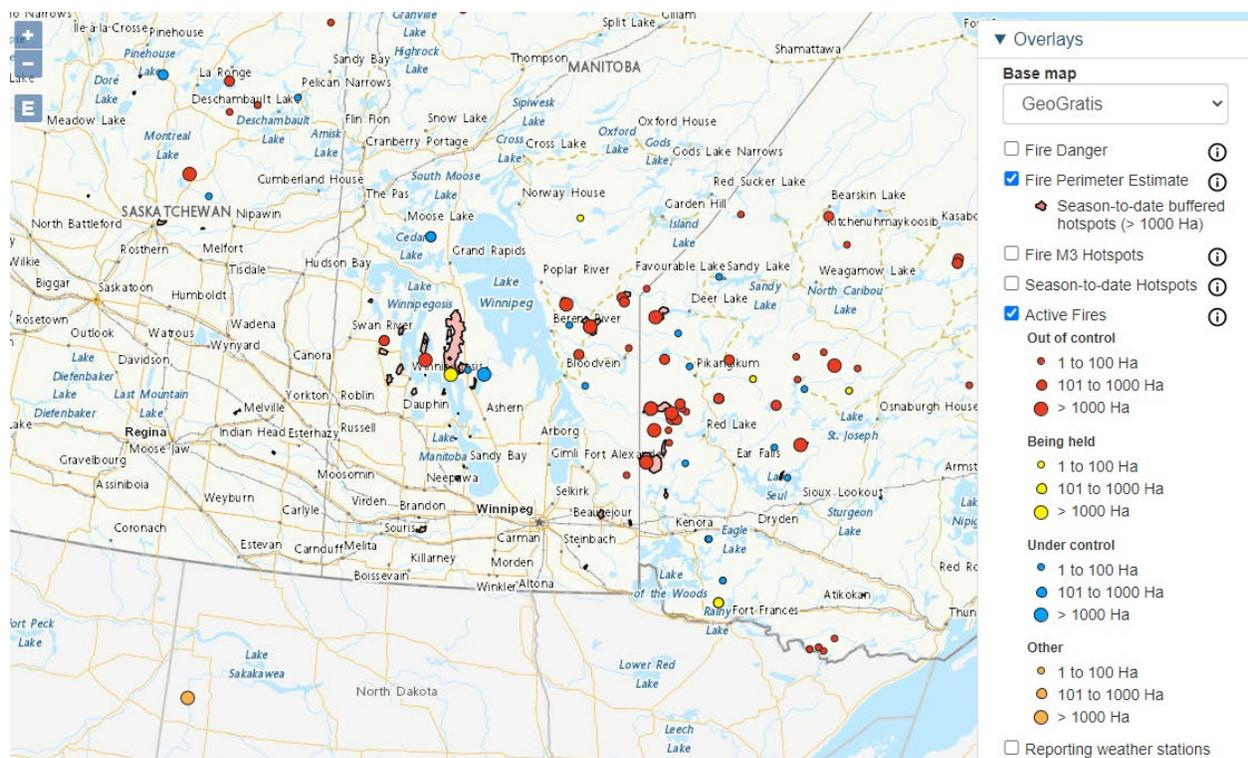 Granville
Lake
Split Lake
Gillam
Île-à-la-Crosse
Pinehouse
Pinehouse
Lake
Highrock
Lake
Shamattawa
Sandy Bay
Thompson
MANITOBA
La Ronge
Pelican Narrows
Doré
Lake
Deschambault Lake
Sipiwesk
Lake
Meadow Lake
Deschambault
Lake
Flin Flon
Snow Lake
Oxford House
Montreal
Lake
Amisk
Lake
Cranberry Portage
Cross
Lake
Cross Lake
Oxford
Lake
Gods
Lake
Gods Lake Narrows
Cumberland House
South Moose
Lake
The Pas
Norway House
Red Sucker Lake
Bearskin Lake
SASKATCHEWAN
Nipawin
Moose Lake
Garden Hill
Island
Lake
Kitchenuhmaykoosib
North Battleford
Rosthern
Melfort
Cedar
Lake
Grand Rapids
Wilkie
Tisdale
Hudson Bay
Poplar River
Favourable Lake
Sandy Lake
Weagamow Lake
Biggar
Saskatoon
Humboldt
Lake
Winnipegosis
Lake
Winnipeg
Deer Lake
Sandy
Lake
North Caribou
Lake
Rosetown
Outlook
Watrous
Wadena
Swan River
Berens River
Wynyard
Lake
Diefenbaker
Davidson
Canora
Winnipegosis
Bloodvein
Pikangikum
Lake
Diefenbaker
Last Mountain
Lake
Yorkton
Roblin
Dauphin
Ashern
Osnaburgh House
Melville
Lake
St. Joseph
Regina
Indian Head
Esterhazy
Russell
Arborg
Red Lake
Moose Jaw
Lake
Manitoba
Sandy Bay
Gimli
Fort Alexander
Ear Falls
Gravelbourg
Moosomin
Neepawa
Lac
Seul
Assiniboia
Selkirk
Sioux Lookout
Weyburn
Virden
Brandon
Winnipeg
Beausejour
Sturgeon
Lake
Carlyle
Kenora
Dryden
Coronach
Souris
Carman
Steinbach
Eagle
Lake
Estevan
Carnduff
Melita
Killarney
Morden
Boissevain
Winkler
Altona
Lake
of the Woods
Atikokan
Rainy
Lake
Fort Frances
Lake
Sakakawea
Lower Red
Lake
North Dakota
Leech
Lake
+
−
E
▼ Overlays
Base map
GeoGratis
Fire Danger
Fire Perimeter Estimate
Season-to-date buffered
hotspots (> 1000 Ha)
Fire M3 Hotspots
Season-to-date Hotspots
Active Fires
Out of control
1 to 100 Ha
101 to 1000 Ha
> 1000 Ha
Being held
1 to 100 Ha
101 to 1000 Ha
> 1000 Ha
Under control
1 to 100 Ha
101 to 1000 Ha
> 1000 Ha
Other
1 to 100 Ha
101 to 1000 Ha
> 1000 Ha
Reporting weather stations